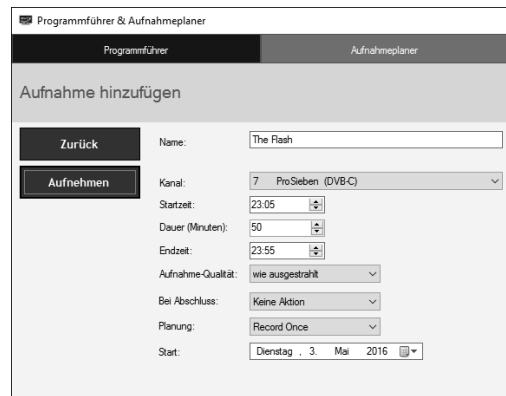 Programmführer & Aufnahmeplaner
Programmführer Aufnahmeplaner
Aufnahme hinzufügen
Zurück
Aufnehmen
Name: The Flash
Kanal: 7 ProSieben (DVB-C)
Startzeit: 23:05
Dauer (Minuten): 50
Endzeit: 23:55
Aufnahme-Qualität: wie ausgestrahlt
Bei Abschluss: Keine Aktion
Planung: Record Once
Start: Dienstag , 3. Mai 2016